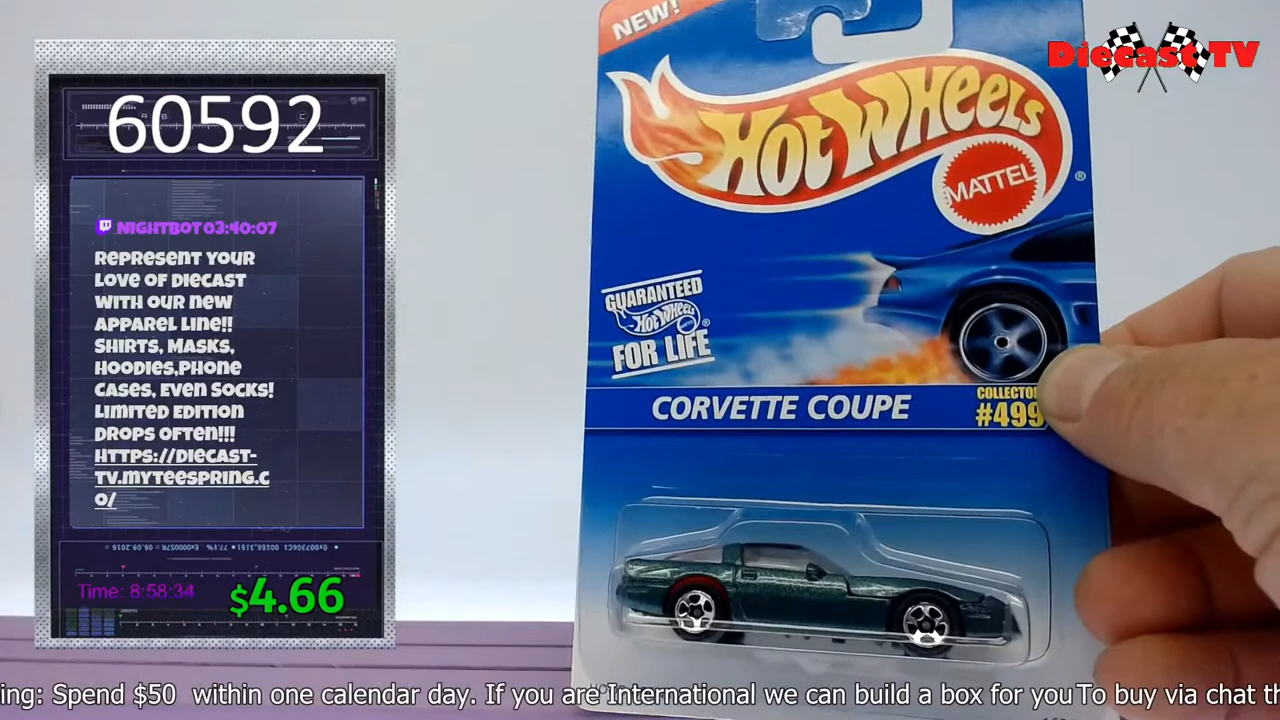 60592
NIGHTBOT 03:40:07
Represent your
love of diecast
with our new
apparel line!!
Shirts, Masks,
Hoodies,Phone
Cases, Even Socks!
Limited Edition
Drops Often!!!
https://diecast-
tv.myteespring.c
o/
Time: 8:58:34
$4.66
NEW!
Hot Wheels
MATTEL
®
GUARANTEED
Hot Wheels
FOR LIFE
CORVETTE COUPE
COLLECTO
#499
Diecast TV
ing: Spend $50 within one calendar day. If you are International we can build a box for you To buy via chat th